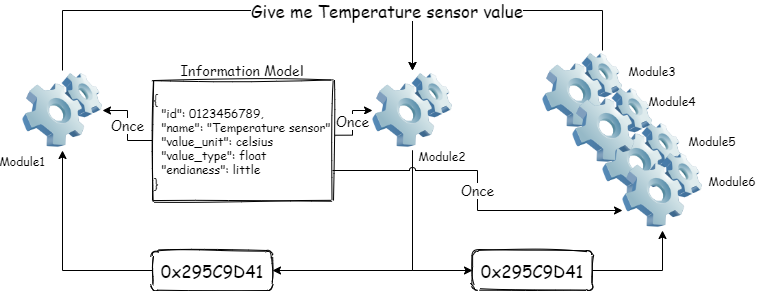 Give me Temperature sensor value
Information Model
{
"id": 0123456789,
"name": "Temperature sensor"
"value_unit": celsius
"value_type": float
"endianess": little
}
Once
Once
Once
Module1
Module2
Module3
Module4
Module5
Module6
0x295C9D41
0x295C9D41